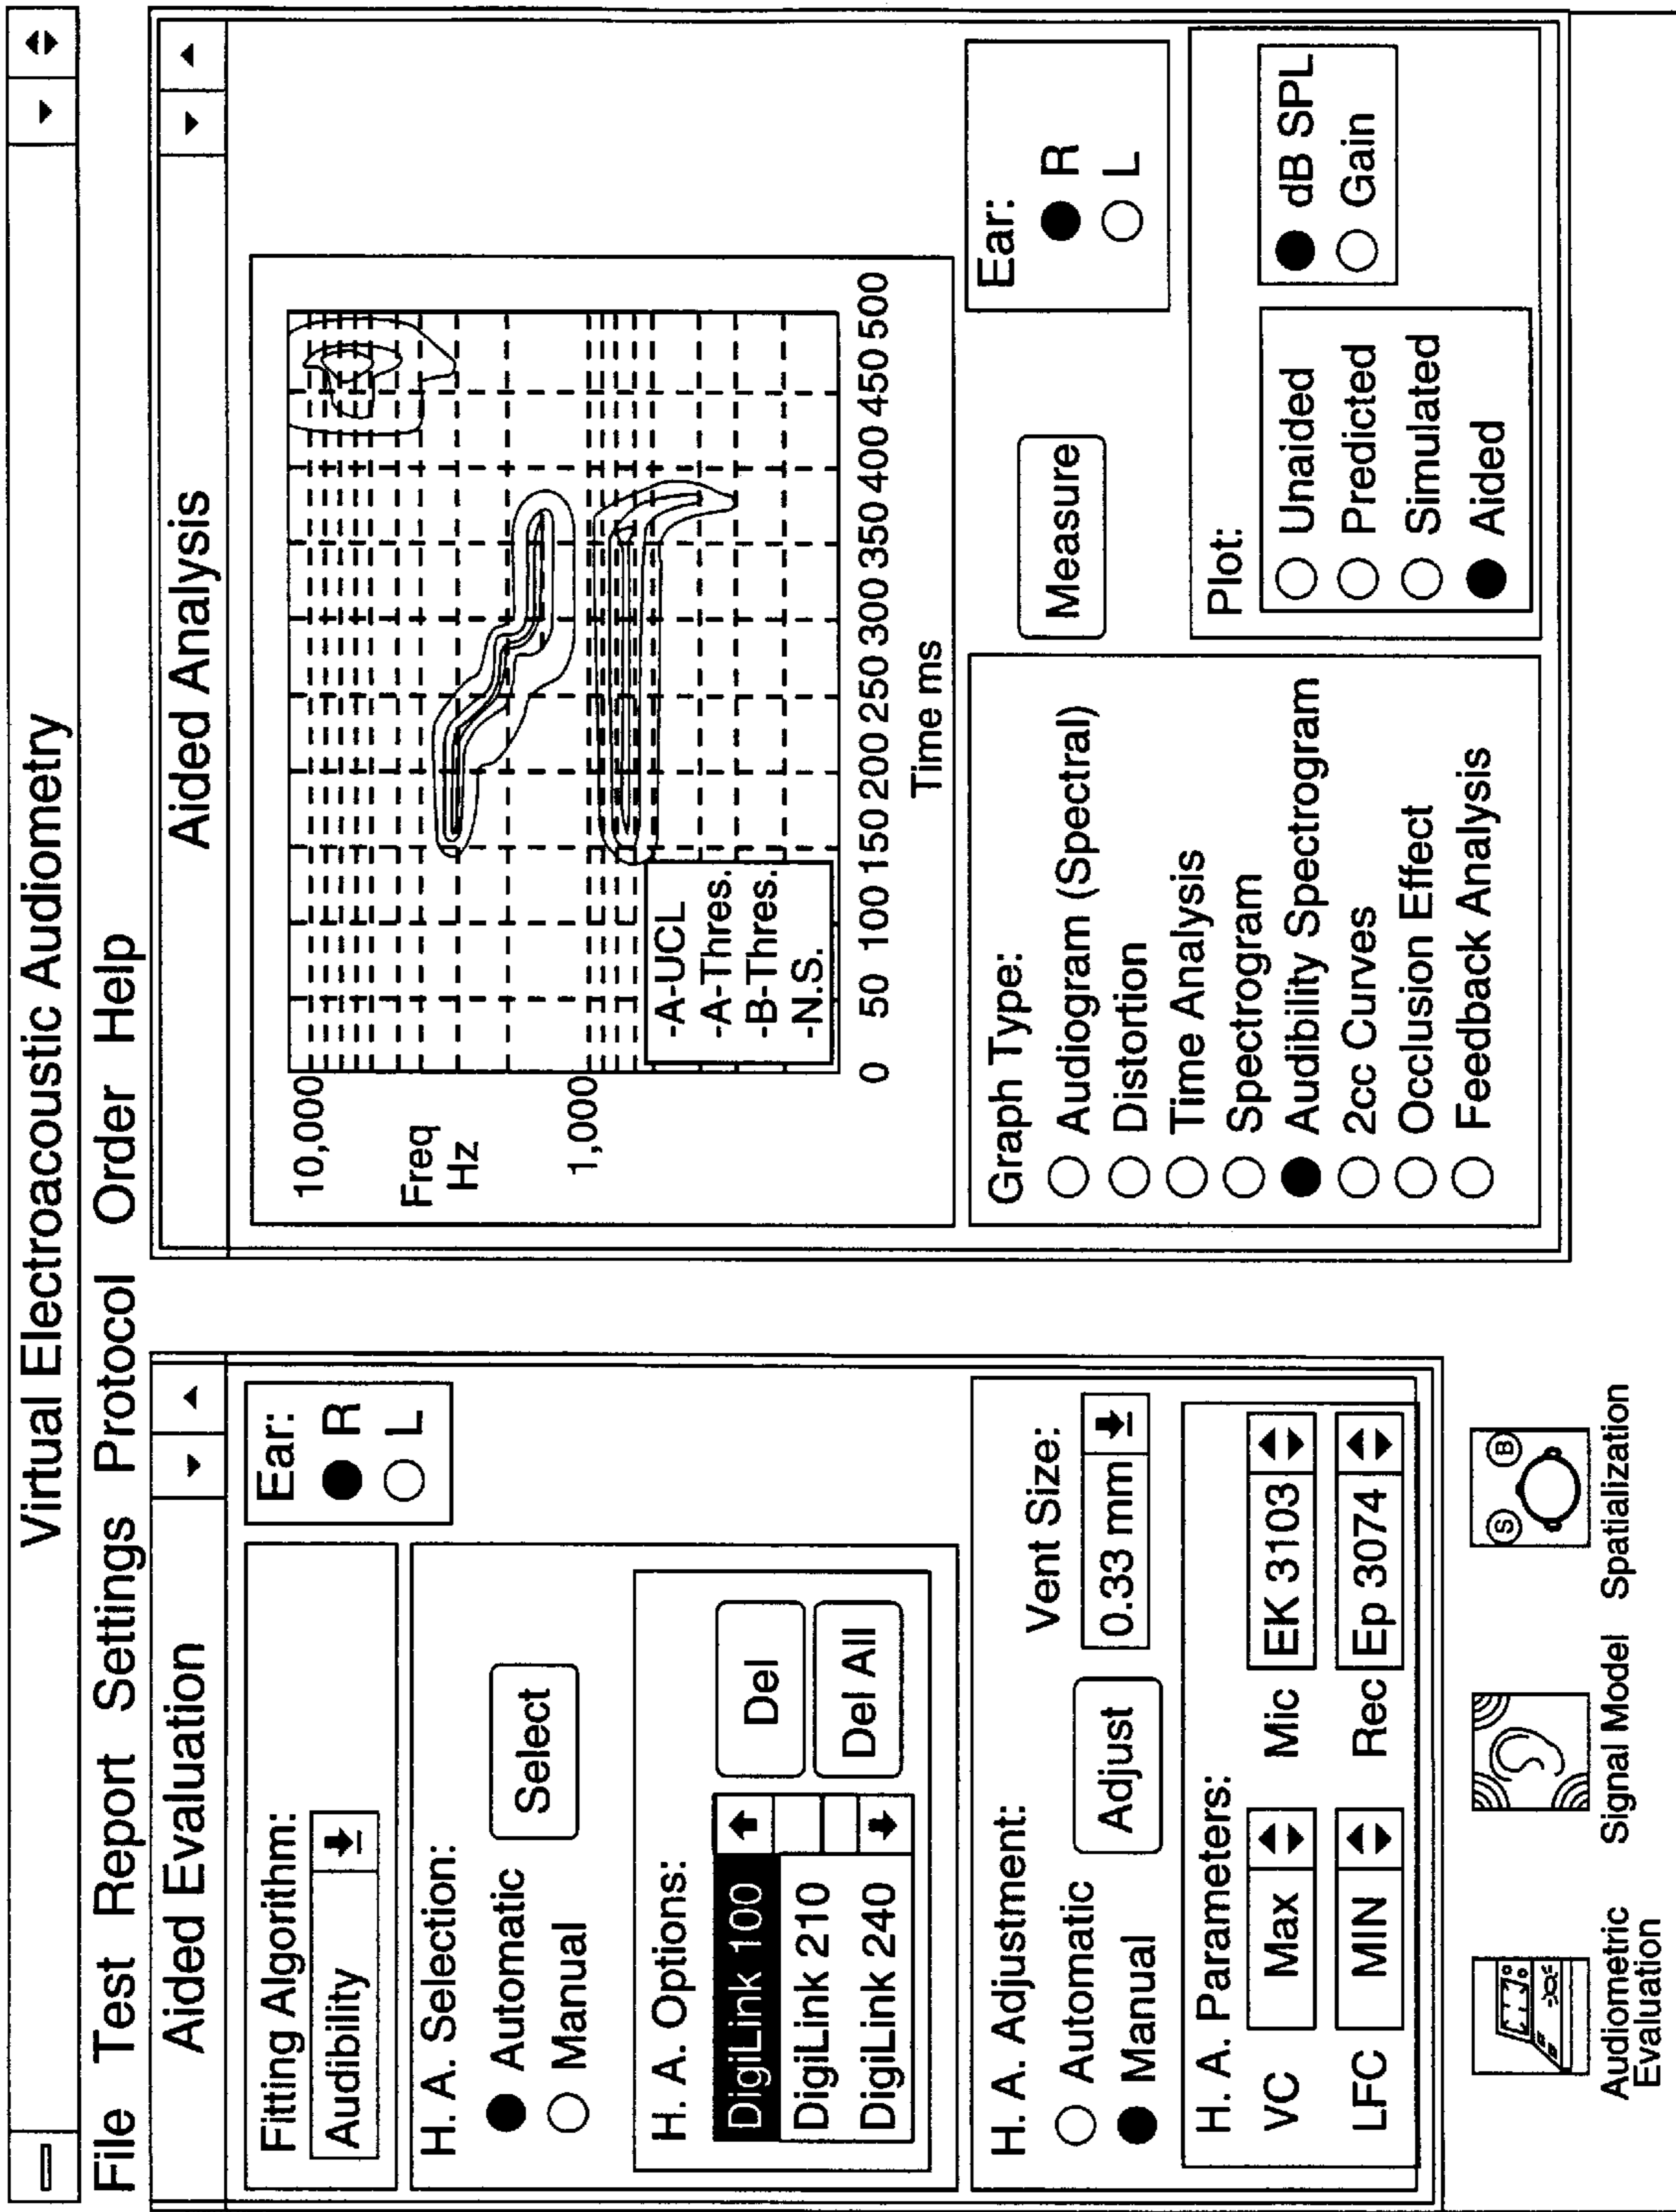 Virtual Electroacoustic Audiometry
File Test Report Settings Protocol Order Help
Aided Evaluation
Fitting Algorithm:
Audibility
Ear:
R
L
H. A. Selection:
Automatic
Manual
Select
H. A. Options:
DigiLink 100
DigiLink 210
DigiLink 240
Del
Del All
H. A. Adjustment:
Automatic
Manual
Adjust
Vent Size:
0.33 mm
H. A. Parameters:
VC Max Mic EK 3103
LFC MIN Rec Ep 3074
Audiometric
Evaluation
Signal Model
S B
Spatialization
Aided Analysis
10,000
Freq
Hz
1,000
-A-UCL
-A-Thres.
-B-Thres.
-N.S.
0 50 100 150 200 250 300 350 400 450 500
Time ms
Graph Type:
Audiogram (Spectral)
Distortion
Time Analysis
Spectrogram
Audibility Spectrogram
2cc Curves
Occlusion Effect
Feedback Analysis
Measure
Ear:
R
L
Plot:
Unaided
Predicted
Simulated
Aided
dB SPL
Gain